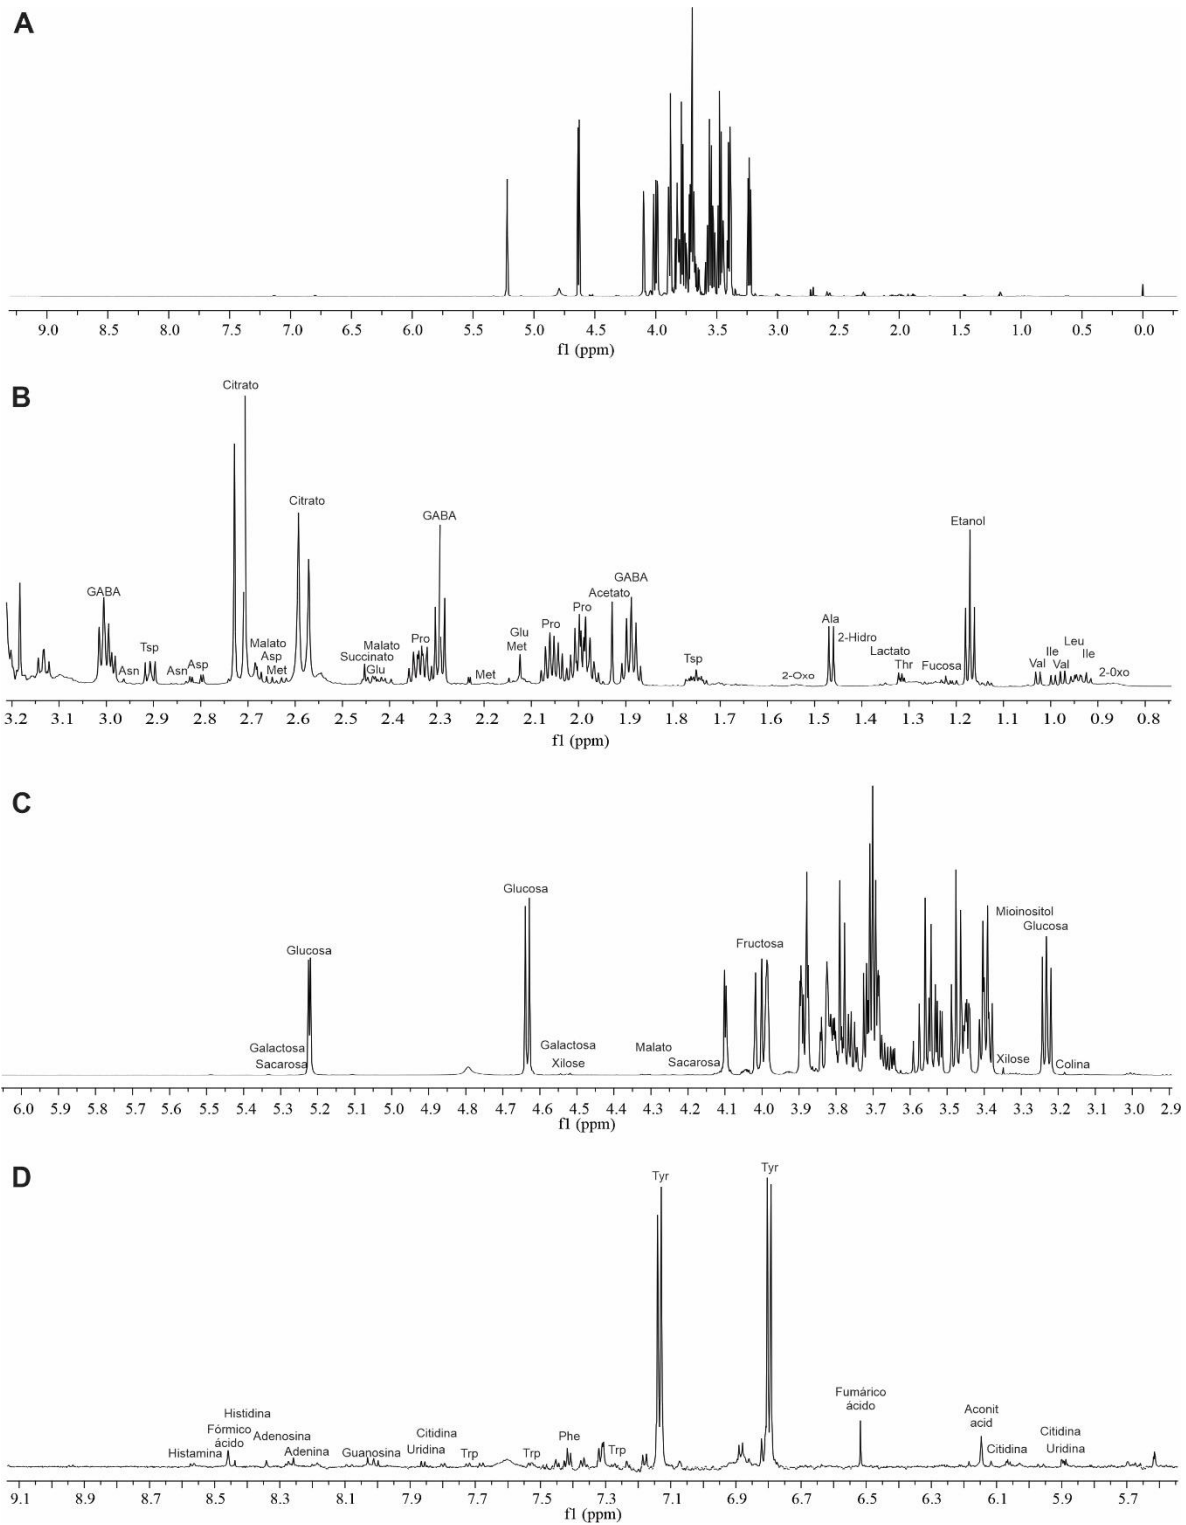 A
9.0 8.5 8.0 7.5 7.0 6.5 6.0 5.5 5.0 4.5 4.0 3.5 3.0 2.5 2.0 1.5 1.0 0.5 0.0
f1 (ppm)
B
Citrato
Citrato
GABA
Etanol
GABA
GABA
Acetato
Pro
Ala
Pro
Pro
Glu
Met
Tsp
Asn
Asn
Asp
Malato
Asp
Met
Malato
Succinato
Glu
Met
Tsp
2-Oxo
2-Hidro
Lactato
Thr
Fucosa
Val
Ile
Val
Leu
Ile
2-0xo
3.2 3.1 3.0 2.9 2.8 2.7 2.6 2.5 2.4 2.3 2.2 2.1 2.0 1.9 1.8 1.7 1.6 1.5 1.4 1.3 1.2 1.1 1.0 0.9 0.8
f1 (ppm)
C
Glucosa
Glucosa
Fructosa
Mioinositol
Glucosa
Galactosa
Sacarosa
Galactosa
Xilose
Malato
Sacarosa
Xilose
Colina
6.0 5.9 5.8 5.7 5.6 5.5 5.4 5.3 5.2 5.1 5.0 4.9 4.8 4.7 4.6 4.5 4.4 4.3 4.2 4.1 4.0 3.9 3.8 3.7 3.6 3.5 3.4 3.3 3.2 3.1 3.0 2.9
f1 (ppm)
D
Tyr
Tyr
Histidina
Fórmico
ácido
Histamina
Adenosina
Adenina
Guanosina
Citidina
Uridina
Trp
Trp
Phe
Trp
Fumárico
ácido
Aconit
acid
Citidina
Citidina
Uridina
9.1 8.9 8.7 8.5 8.3 8.1 7.9 7.7 7.5 7.3 7.1 6.9 6.7 6.5 6.3 6.1 5.9 5.7
f1 (ppm)